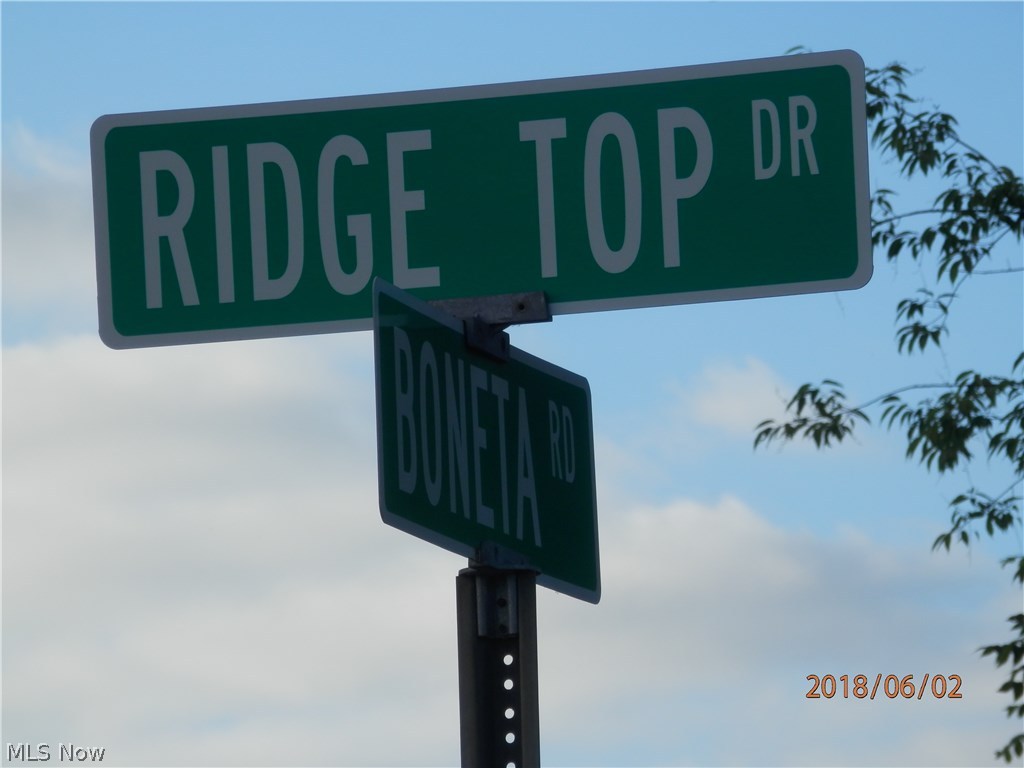 RIDGE TOP DR
BONETA RD
2018/06/02
MLS Now